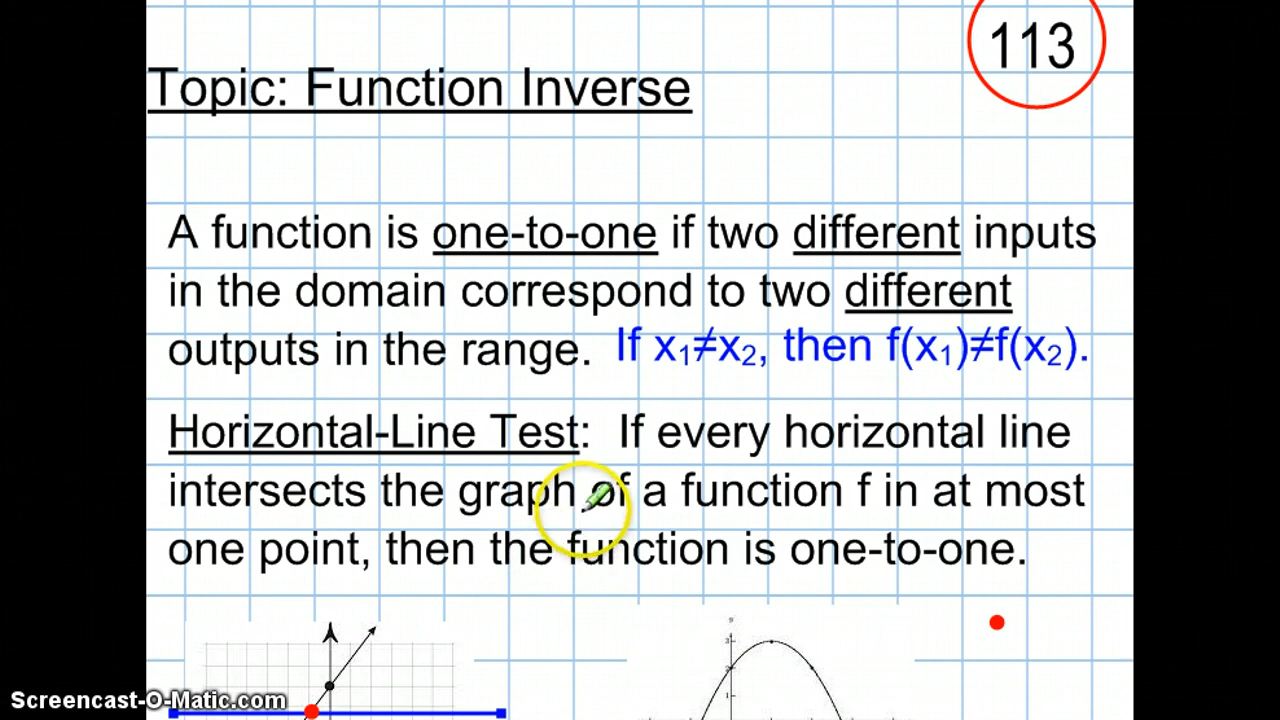 113
Topic: Function Inverse
A function is one-to-one if two different inputs
in the domain correspond to two different
outputs in the range. If x₁≠x₂, then f(x₁)≠f(x₂).
Horizontal-Line Test: If every horizontal line
intersects the graph of a function f in at most
one point, then the function is one-to-one.
3
2
1
Screencast-O-Matic.com